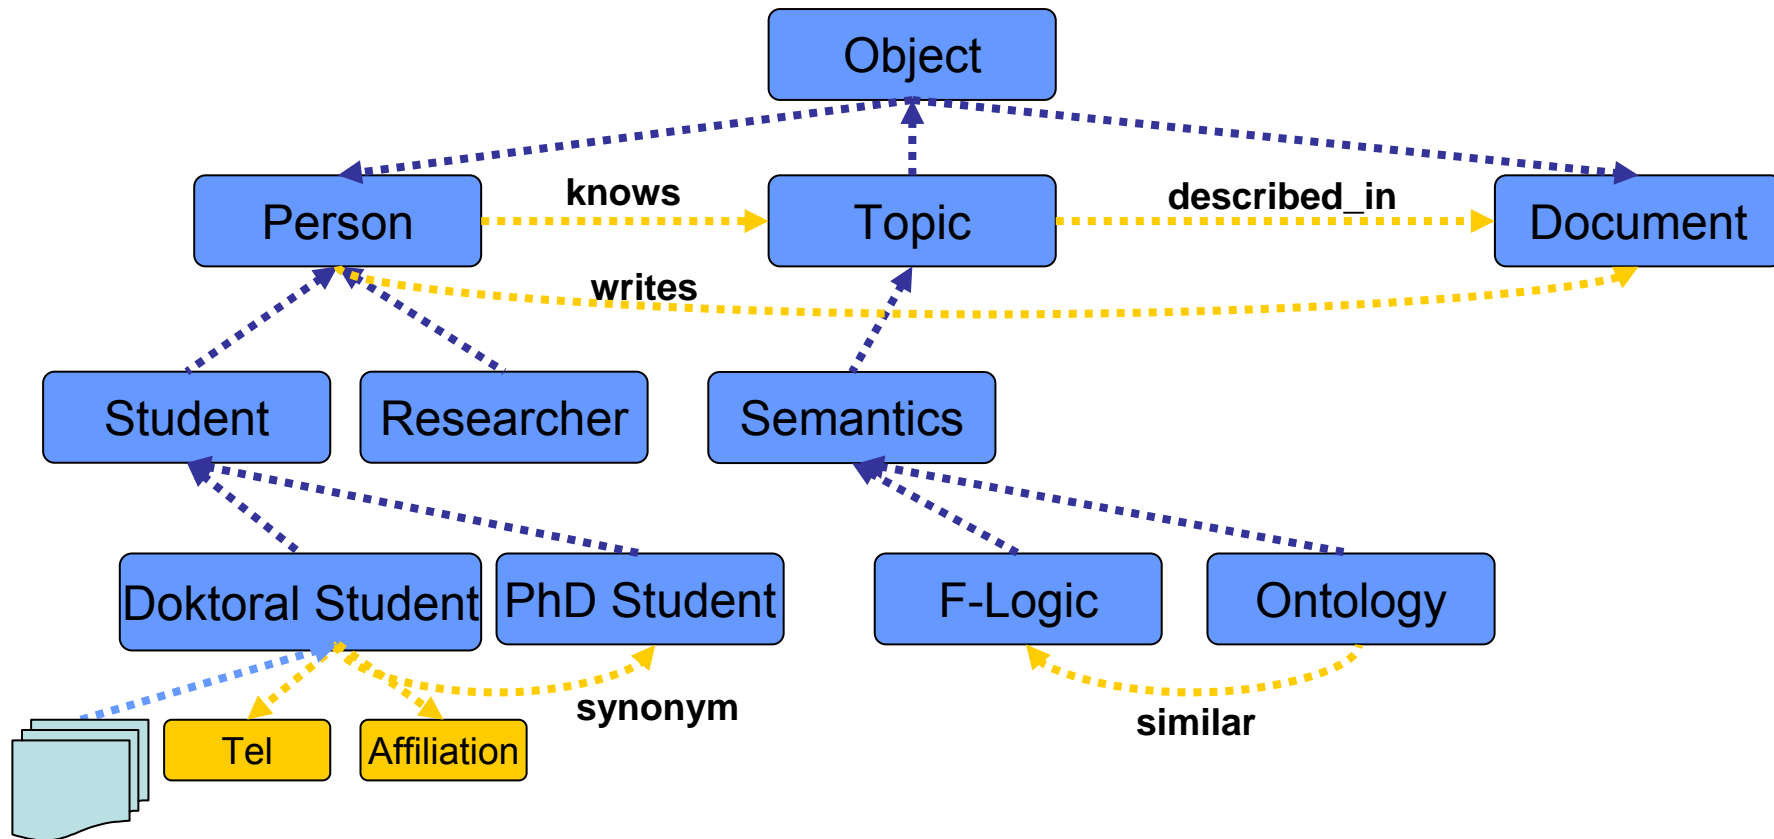 Object
knows
described_in
Person
Topic
Document
writes
Student
Researcher
Semantics
Doktoral Student
PhD Student
F-Logic
Ontology
synonym
similar
Tel
Affiliation